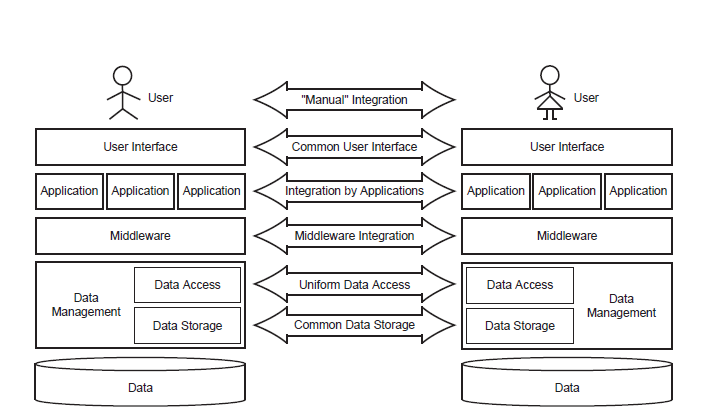 User
"Manual" Integration
User
User Interface
Common User Interface
User Interface
Application
Application
Application
Integration by Applications
Application
Application
Application
Middleware
Middleware Integration
Middleware
Data
Management
Data Access
Uniform Data Access
Data Access
Data
Management
Data Storage
Common Data Storage
Data Storage
Data
Data